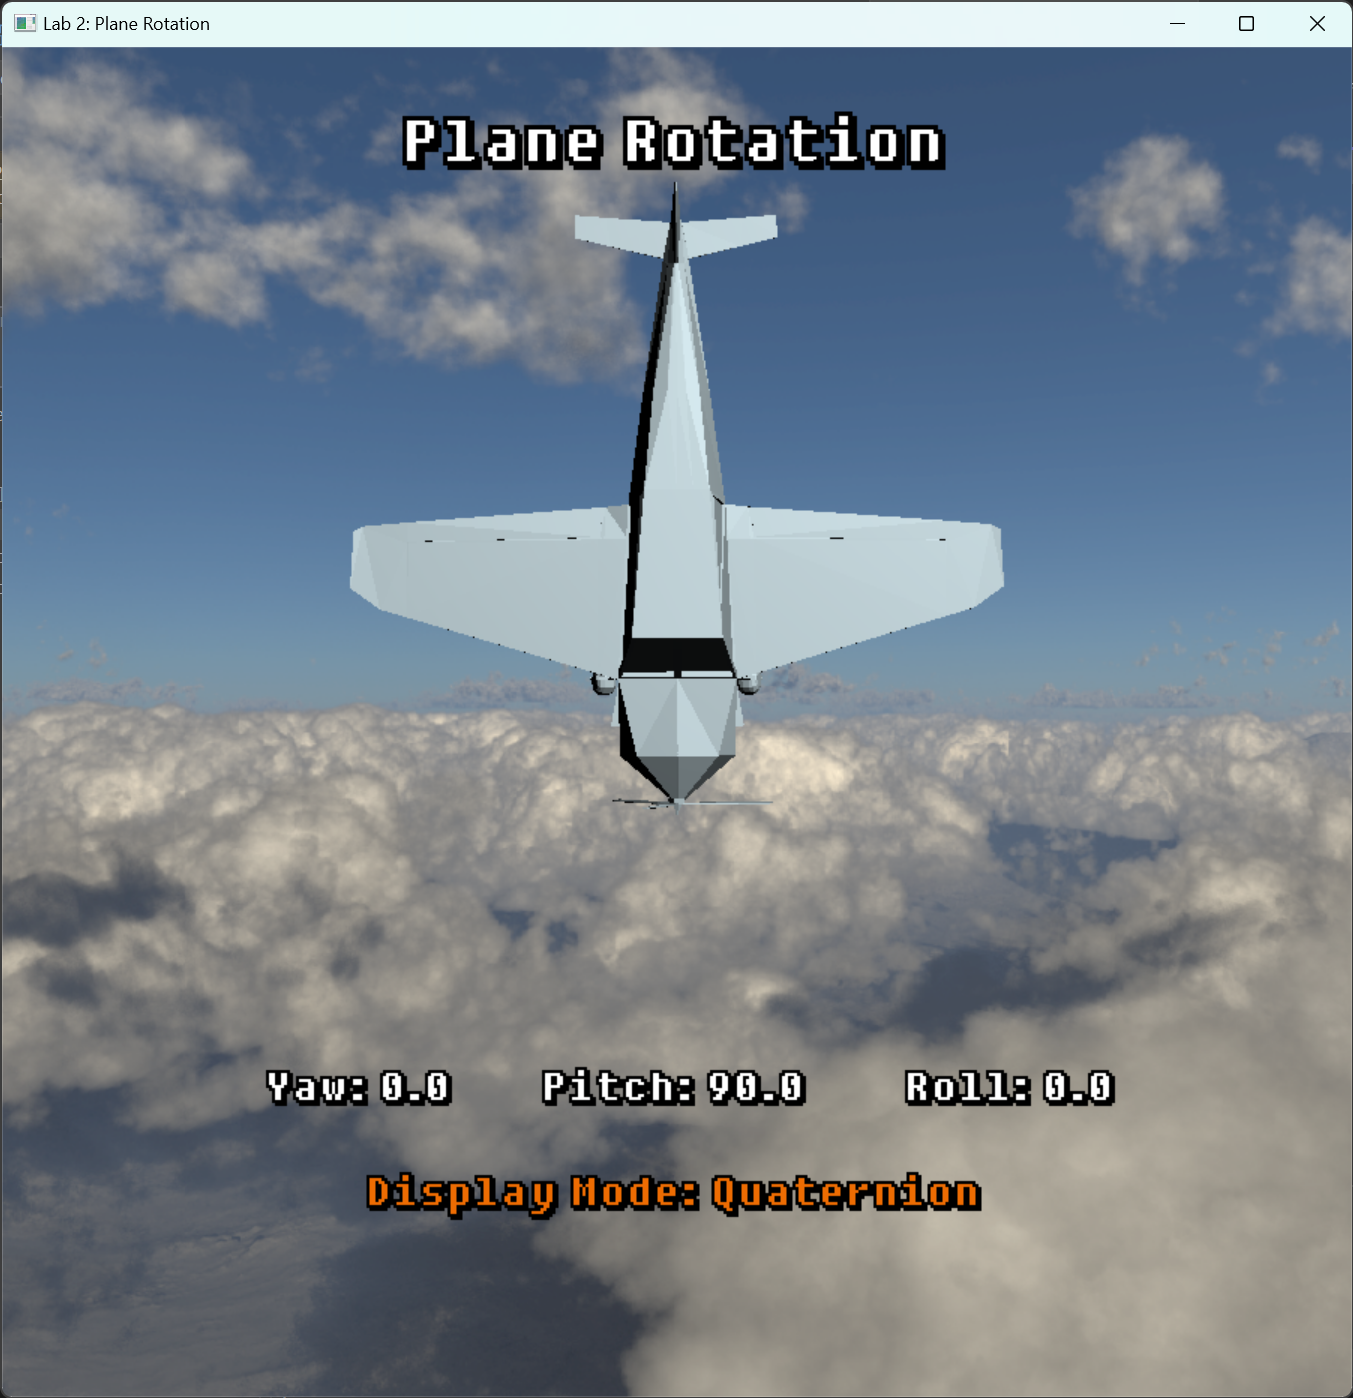 Lab 2: Plane Rotation
Plane Rotation
Yaw: 0.0 Pitch: 90.0 Roll: 0.0
Display Mode: Quaternion